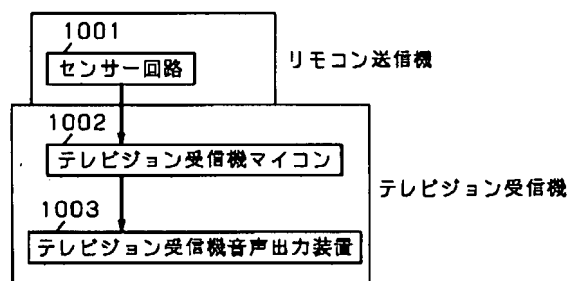 1001
センサー回路
リモコン送信機
1002
テレビジョン受信機マイコン
テレビジョン受信機
1003
テレビジョン受信機音声出力装置